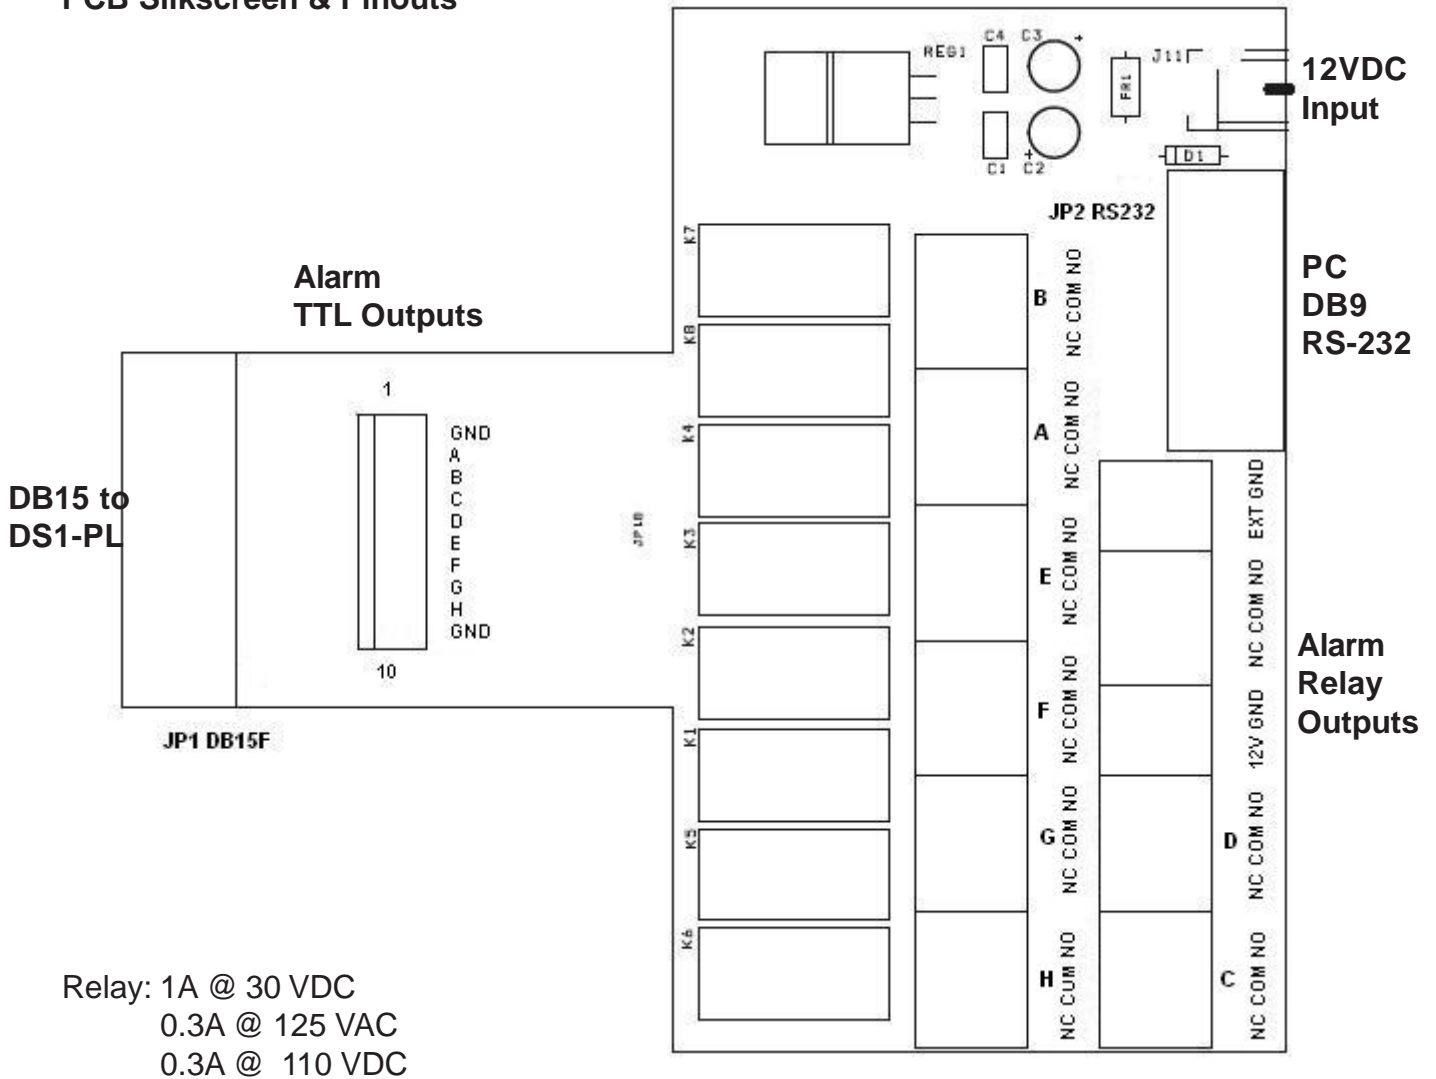 PCB Silkscreen & Pinouts
REG1
C4 C3
+
J11
FR1
12VDC
Input
C1
+
C2
D1
JP2 RS232
PC
DB9
RS-232
Alarm
TTL Outputs
K7
B
NC COM NO
K8
1
A
NC COM NO
K4
GND
A
B
C
D
E
F
G
H
GND
10
DB15 to
DS1-PL
JP1 DB15F
K3
E
NC COM NO
EXT GND
K2
F
NC COM NO
NC COM NO
Alarm
Relay
Outputs
12V GND
K1
K5
G
NC COM NO
D
NC COM NO
K6
H
NC CUM NO
C
NC COM NO
Relay: 1A @ 30 VDC
0.3A @ 125 VAC
0.3A @ 110 VDC